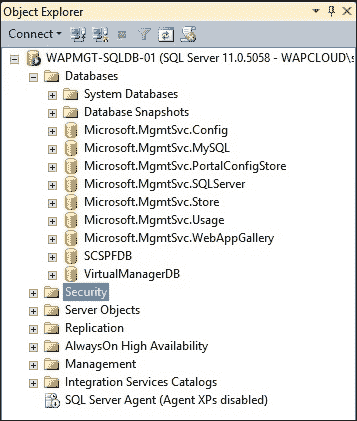 Object Explorer
Connect
WAPMGT-SQLDB-01 (SQL Server 11.0.5058 - WAPCLOUD\s
Databases
System Databases
Database Snapshots
Microsoft.MgmtSvc.Config
Microsoft.MgmtSvc.MySQL
Microsoft.MgmtSvc.PortalConfigStore
Microsoft.MgmtSvc.SQLServer
Microsoft.MgmtSvc.Store
Microsoft.MgmtSvc.Usage
Microsoft.MgmtSvc.WebAppGallery
SCSPFDB
VirtualManagerDB
Security
Server Objects
Replication
AlwaysOn High Availability
Management
Integration Services Catalogs
SQL Server Agent (Agent XPs disabled)